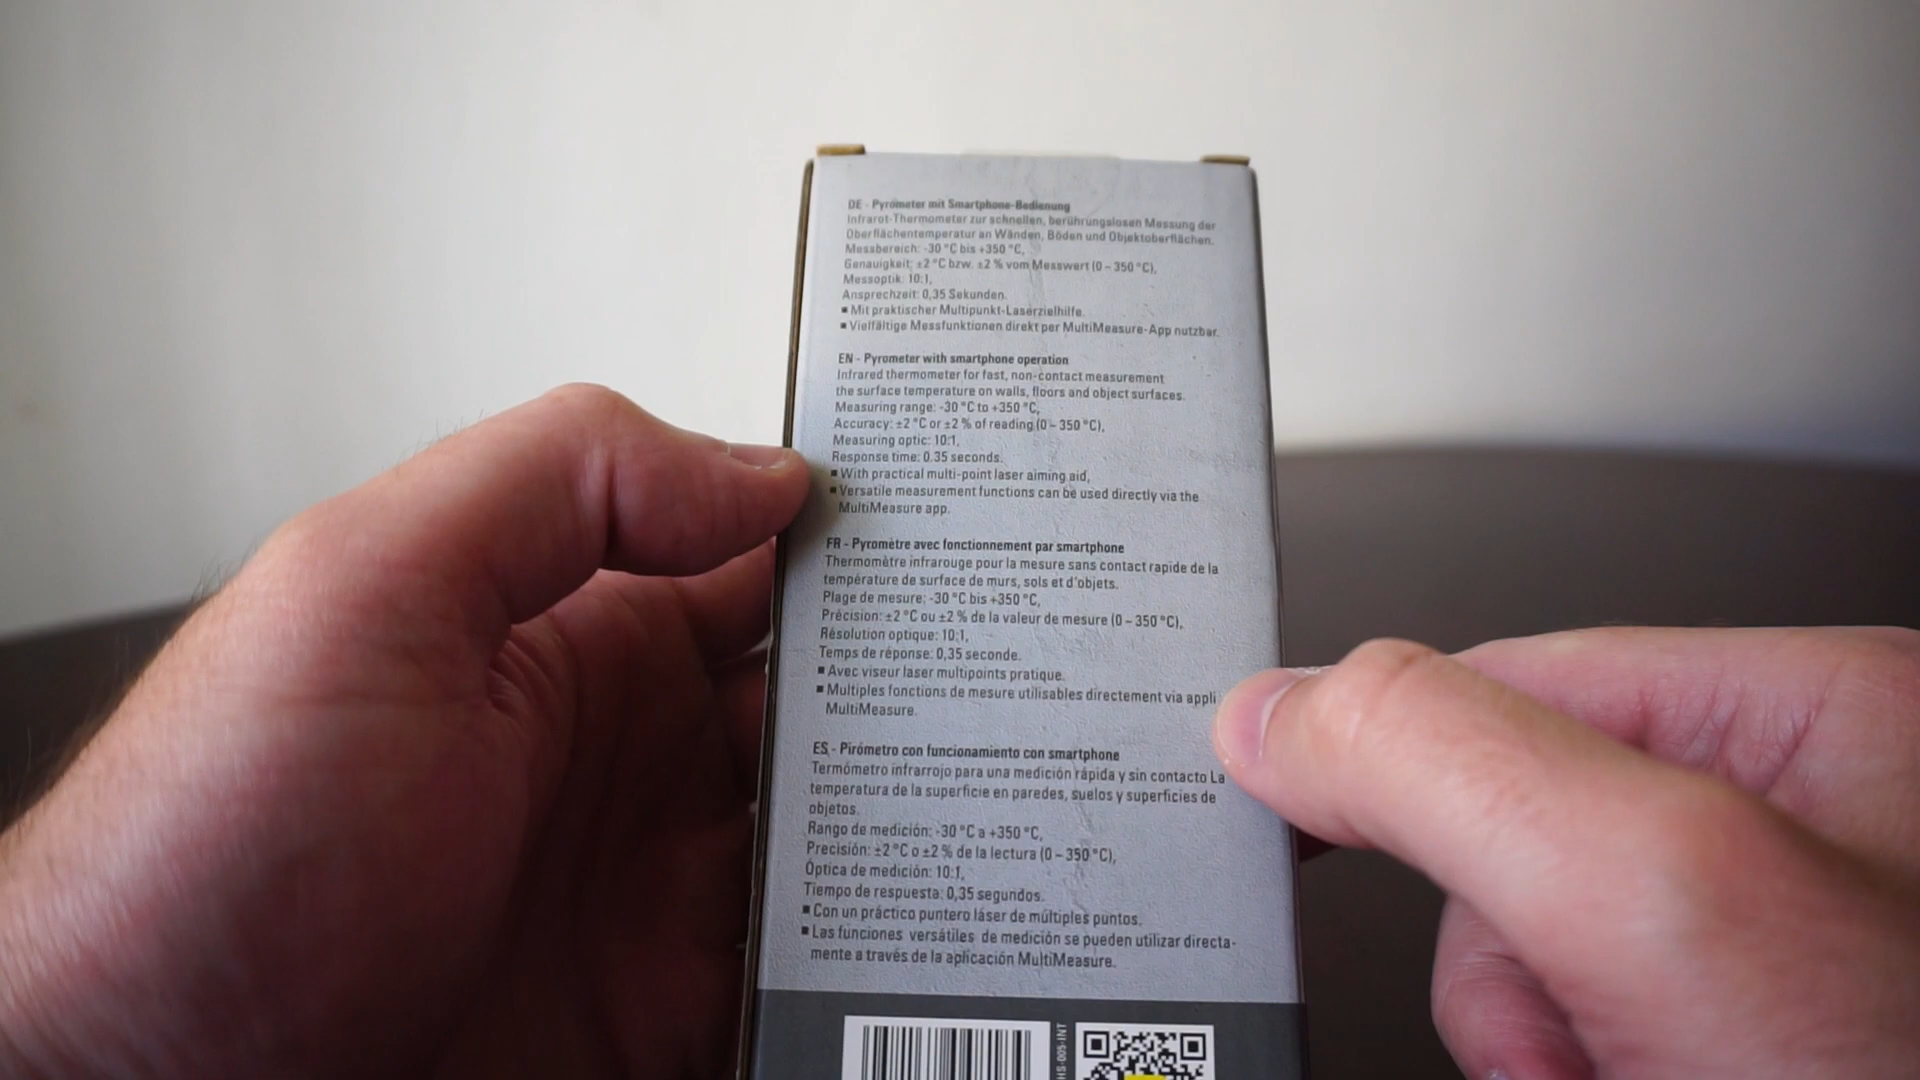 DE - Pyrometer mit Smartphone-Bedienung
Infrarot-Thermometer zur schnellen, berührungslosen Messung der
Oberflächentemperatur an Wänden, Böden und Objektoberflächen.
Messbereich: -30 °C bis +350 °C,
Genauigkeit: ±2 °C bzw. ±2 % vom Messwert (0 – 350 °C),
Messoptik: 10:1,
Ansprechzeit: 0,35 Sekunden.
▪ Mit praktischer Multipunkt-Laserzielhilfe.
▪ Vielfältige Messfunktionen direkt per MultiMeasure-App nutzbar.
EN - Pyrometer with smartphone operation
Infrared thermometer for fast, non-contact measurement
the surface temperature on walls, floors and object surfaces.
Measuring range: -30 °C to +350 °C,
Accuracy: ±2 °C or ±2 % of reading (0 – 350 °C),
Measuring optic: 10:1,
Response time: 0.35 seconds.
▪ With practical multi-point laser aiming aid,
▪ Versatile measurement functions can be used directly via the
MultiMeasure app.
FR - Pyromètre avec fonctionnement par smartphone
Thermomètre infrarouge pour la mesure sans contact rapide de la
température de surface de murs, sols et d'objets.
Plage de mesure: -30 °C bis +350 °C,
Précision: ±2 °C ou ±2 % de la valeur de mesure (0 – 350 °C),
Résolution optique: 10:1,
Temps de réponse: 0,35 seconde.
▪ Avec viseur laser multipoints pratique.
▪ Multiples fonctions de mesure utilisables directement via appli
MultiMeasure.
ES - Pirómetro con funcionamiento con smartphone
Termómetro infrarrojo para una medición rápida y sin contacto La
temperatura de la superficie en paredes, suelos y superficies de
objetos.
Rango de medición: -30 °C a +350 °C,
Precisión: ±2 °C o ±2 % de la lectura (0 – 350 °C),
Óptica de medición: 10:1,
Tiempo de respuesta: 0,35 segundos.
▪ Con un práctico puntero láser de múltiples puntos.
▪ Las funciones versátiles de medición se pueden utilizar directa-
mente a través de la aplicación MultiMeasure.
HS-005-INT